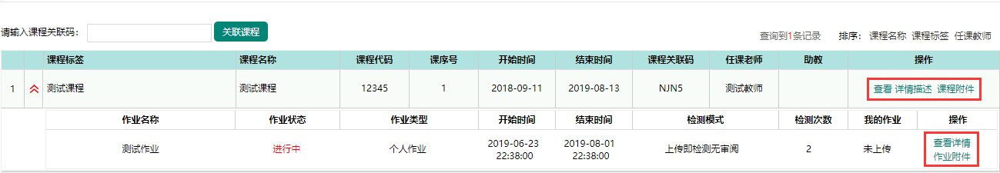 请输入课程关联码： 关联课程
查询到1条记录 排序： 课程名称 课程标签 任课教师
课程标签 课程名称 课程代码 课序号 开始时间 结束时间 课程关联码 任课老师 助教 操作
1 测试课程 测试课程 12345 1 2018-09-11 2019-08-13 NJN5 测试教师 查看 详情描述 课程附件
作业名称 作业状态 作业类型 开始时间 结束时间 检测模式 检测次数 我的作业 操作
测试作业 进行中 个人作业 2019-06-23 22:38:00 2019-08-01 22:38:00 上传即检测无审阅 2 未上传 查看详情 作业附件